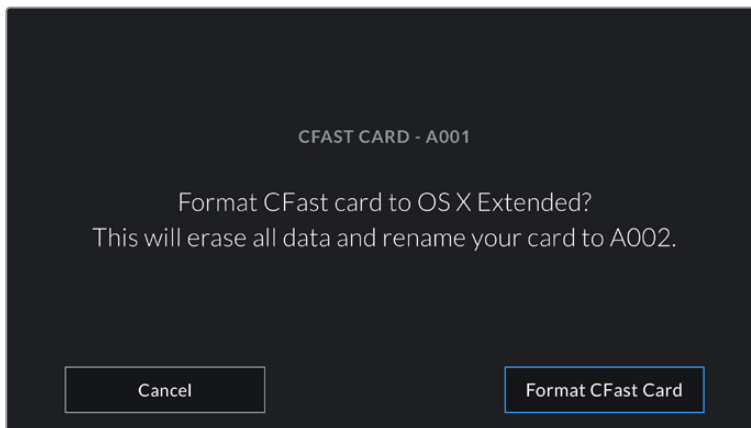 CFAST CARD - A001
Format CFast card to OS X Extended?
This will erase all data and rename your card to A002.
Cancel
Format CFast Card